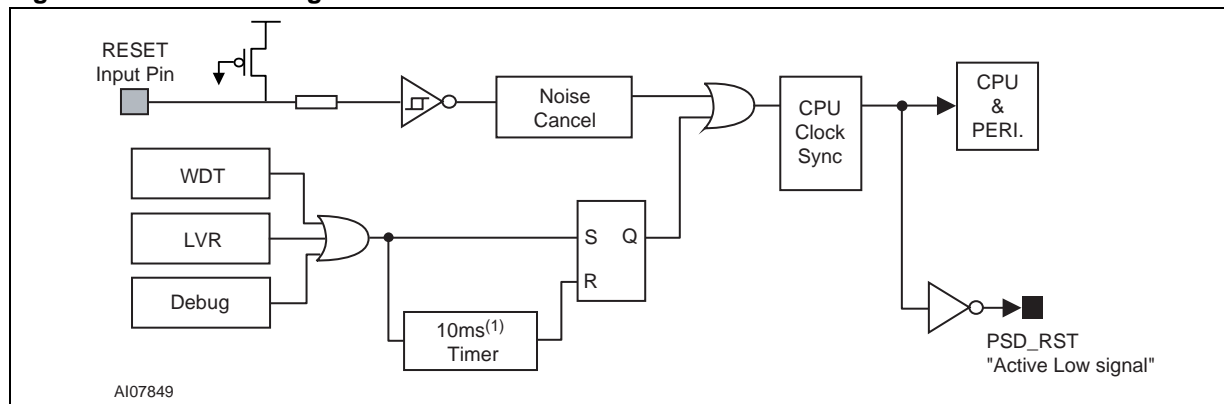 RESET
Input Pin
Noise
Cancel
CPU
Clock
Sync
CPU
&
PERI.
WDT
LVR
Debug
S Q
R
10ms(1)
Timer
PSD_RST
"Active Low signal"
AI07849